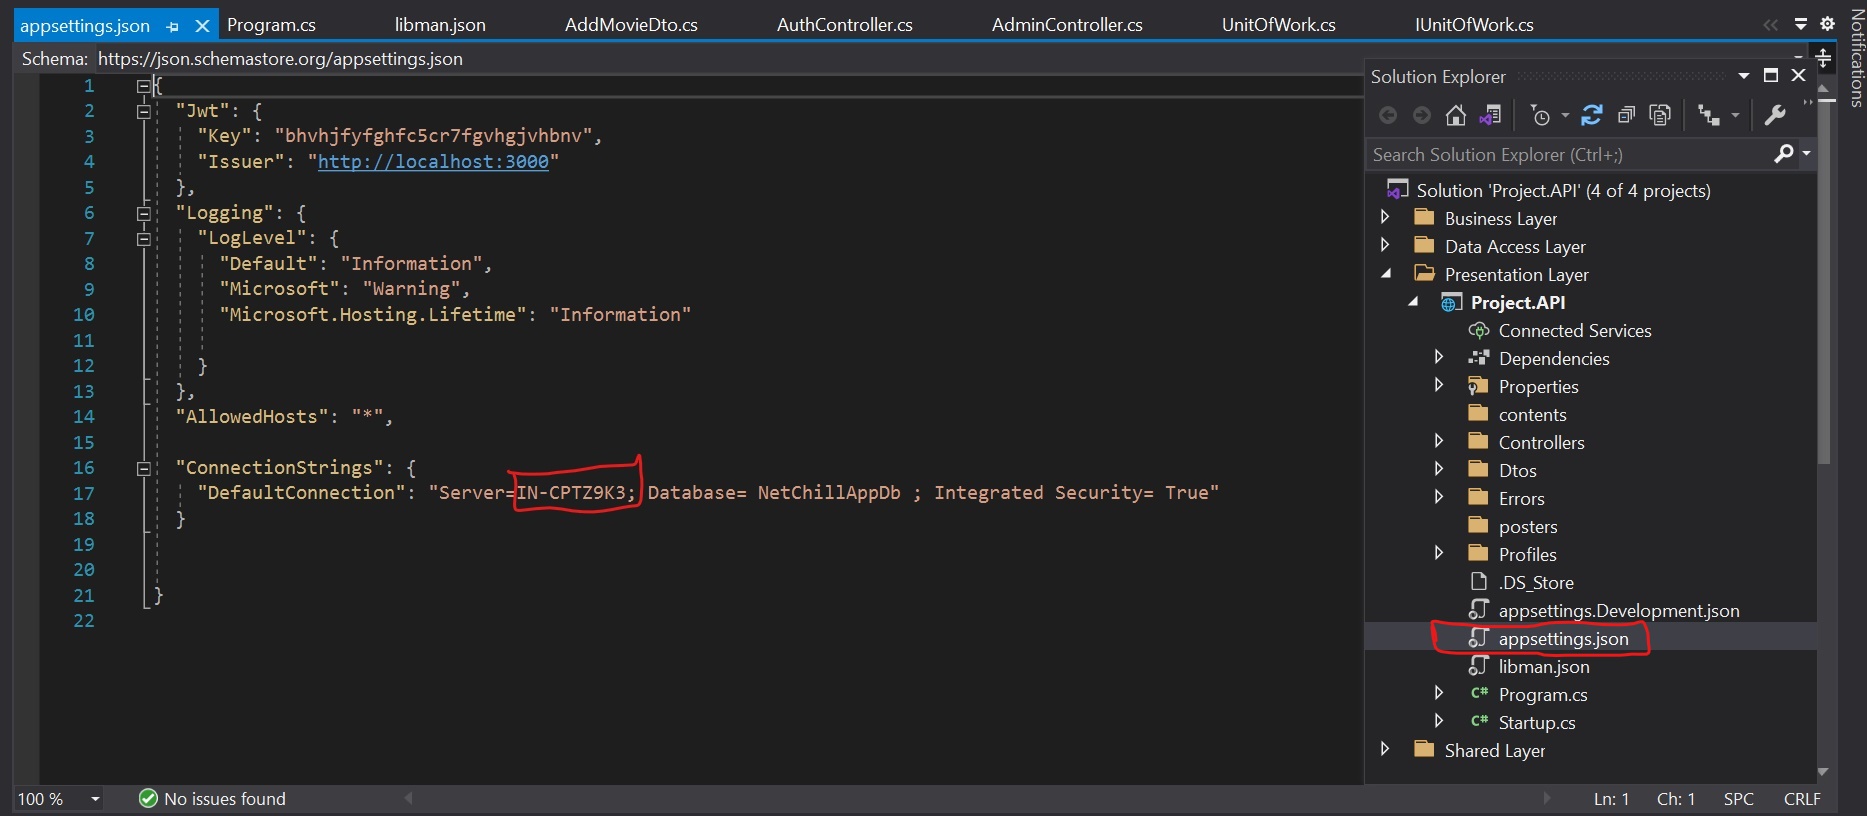 appsettings.json
Program.cs
libman.json
AddMovieDto.cs
AuthController.cs
AdminController.cs
UnitOfWork.cs
IUnitOfWork.cs
Notifications
Schema: https://json.schemastore.org/appsettings.json
1 {
2 "Jwt": {
3 "Key": "bhvhjfyfghfc5cr7fgvhgjvhbnv",
4 "Issuer": "http://localhost:3000"
5 },
6 "Logging": {
7 "LogLevel": {
8 "Default": "Information",
9 "Microsoft": "Warning",
10 "Microsoft.Hosting.Lifetime": "Information"
11
12 }
13 },
14 "AllowedHosts": "*",
15
16 "ConnectionStrings": {
17 "DefaultConnection": "Server=IN-CPTZ9K3; Database= NetChillAppDb ; Integrated Security= True"
18 }
19
20
21 }
22
Solution Explorer
Search Solution Explorer (Ctrl+;)
Solution 'Project.API' (4 of 4 projects)
Business Layer
Data Access Layer
Presentation Layer
Project.API
Connected Services
Dependencies
Properties
contents
Controllers
Dtos
Errors
posters
Profiles
.DS_Store
appsettings.Development.json
appsettings.json
libman.json
C# Program.cs
C# Startup.cs
Shared Layer
100 %
No issues found
Ln: 1
Ch: 1
SPC
CRLF